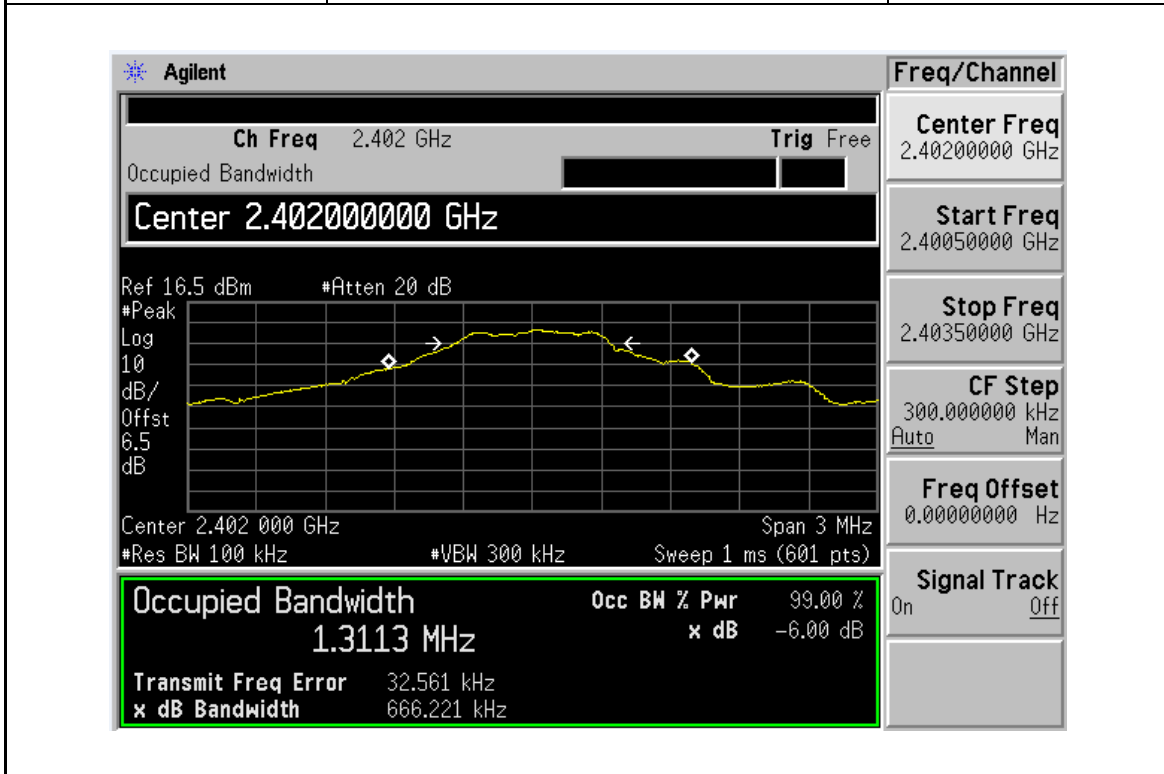 Agilent
Freq/Channel
Ch Freq 2.402 GHz Trig Free
Occupied Bandwidth
Center 2.402000000 GHz
Ref 16.5 dBm #Atten 20 dB
#Peak
Log
10
dB/
Offst
6.5
dB
Center 2.402 000 GHz Span 3 MHz
#Res BW 100 kHz #VBW 300 kHz Sweep 1 ms (601 pts)
Occupied Bandwidth Occ BW % Pwr 99.00 %
1.3113 MHz x dB -6.00 dB
Transmit Freq Error 32.561 kHz
x dB Bandwidth 666.221 kHz
Center Freq
2.40200000 GHz
Start Freq
2.40050000 GHz
Stop Freq
2.40350000 GHz
CF Step
300.000000 kHz
Auto Man
Freq Offset
0.00000000 Hz
Signal Track
On Off